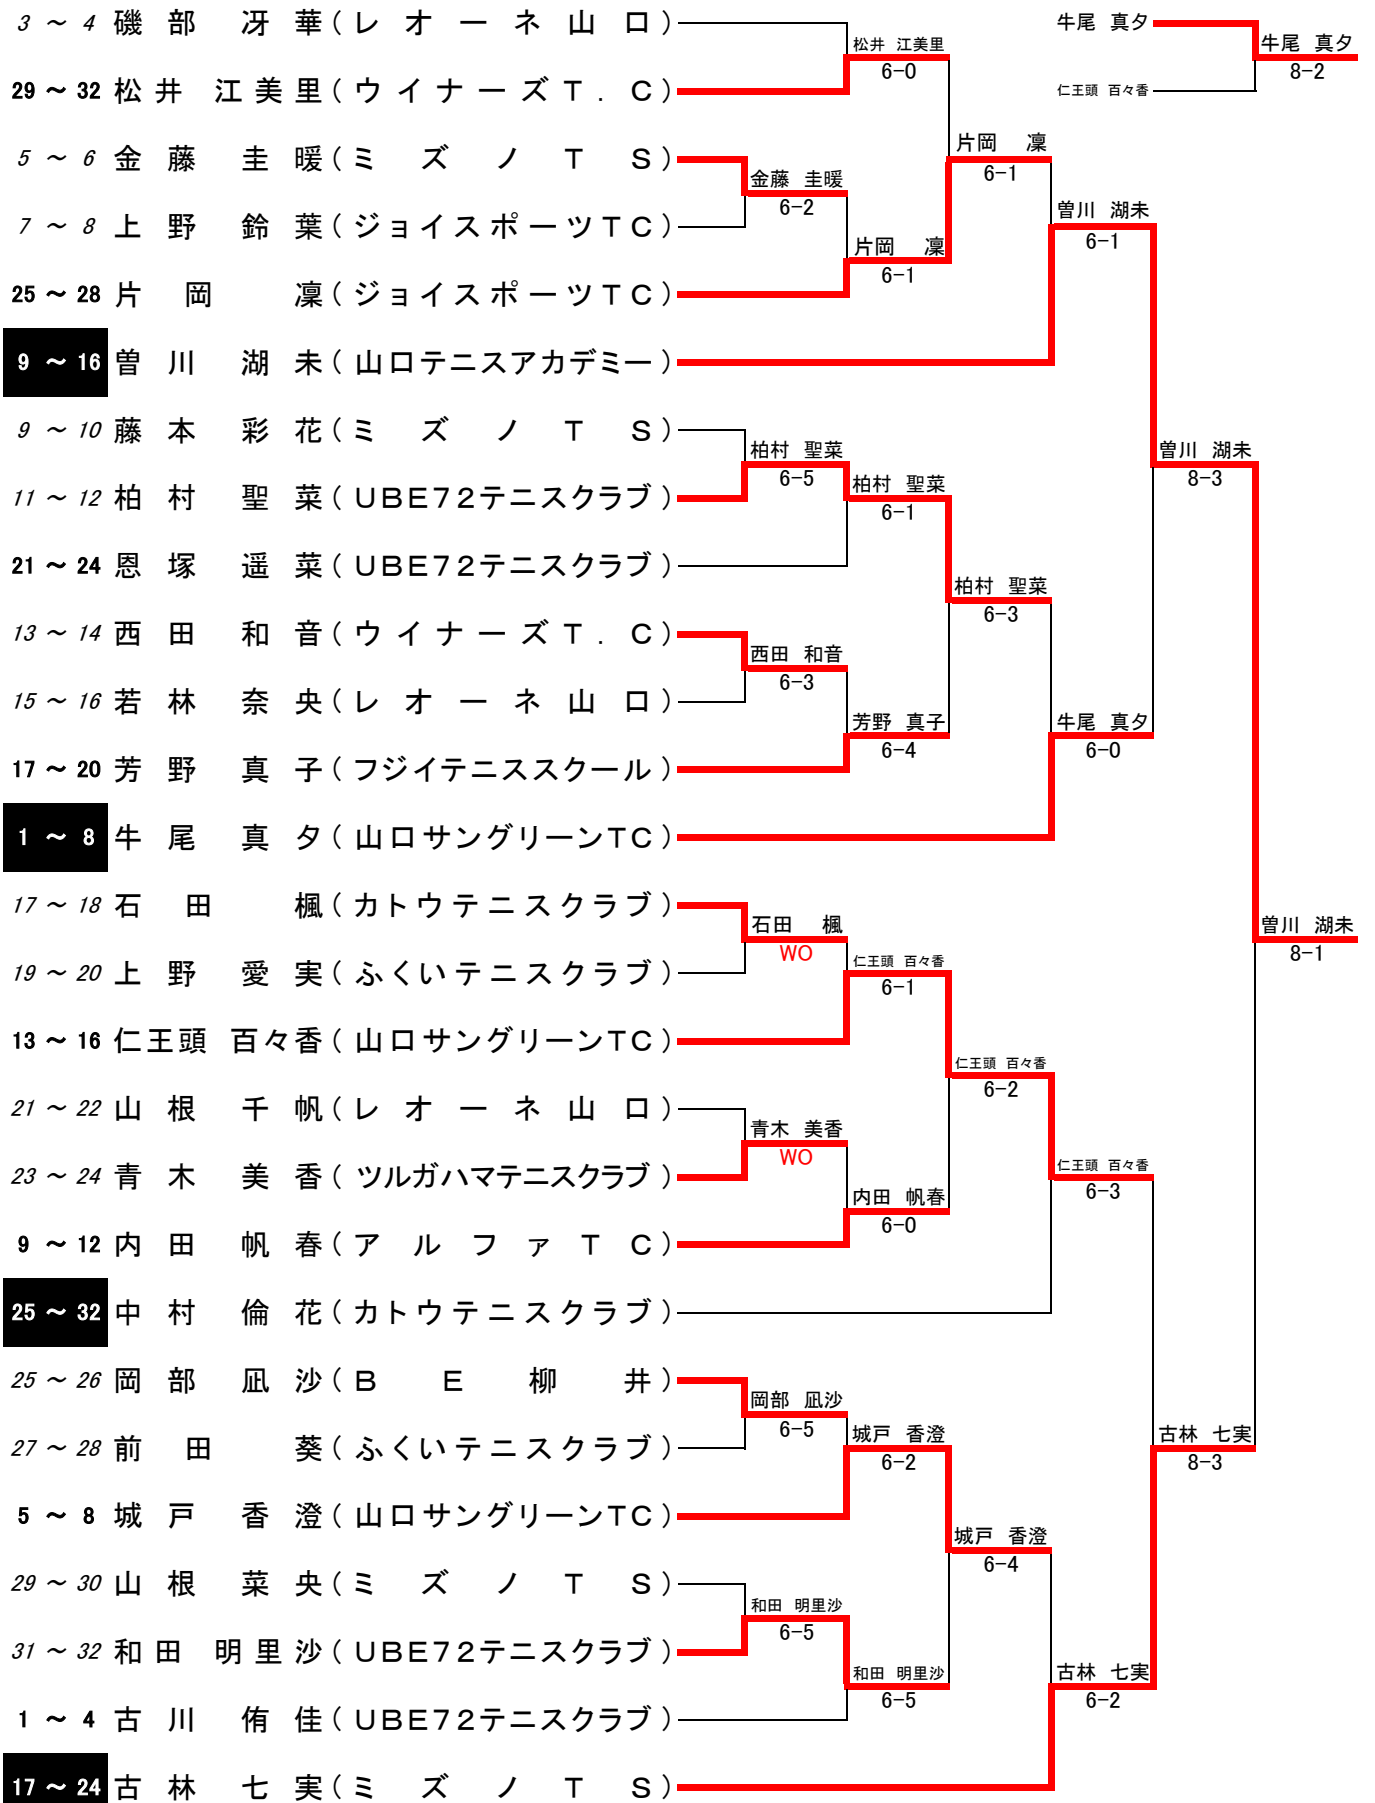 3 ～ 4 磯部 冴華(レオーネ山口)
29 ～ 32 松井 江美里(ウイナーズT．C)
5 ～ 6 金藤 圭暖(ミズノTS)
7 ～ 8 上野 鈴葉(ジョイスポーツTC)
25 ～ 28 片岡 凜(ジョイスポーツTC)
9 ～ 16 曽川 湖未(山口テニスアカデミー)
9 ～ 10 藤本 彩花(ミズノTS)
11 ～ 12 柏村 聖菜(UBE72テニスクラブ)
21 ～ 24 恩塚 遥菜(UBE72テニスクラブ)
13 ～ 14 西田 和音(ウイナーズT．C)
15 ～ 16 若林 奈央(レオーネ山口)
17 ～ 20 芳野 真子(フジイテニススクール)
1 ～ 8 牛尾 真夕(山口サングリーンTC)
17 ～ 18 石田 楓(カトウテニスクラブ)
19 ～ 20 上野 愛実(ふくいテニスクラブ)
13 ～ 16 仁王頭 百々香(山口サングリーンTC)
21 ～ 22 山根 千帆(レオーネ山口)
23 ～ 24 青木 美香(ツルガハマテニスクラブ)
9 ～ 12 内田 帆春(アルファTC)
25 ～ 32 中村 倫花(カトウテニスクラブ)
25 ～ 26 岡部 凪沙(BE柳井)
27 ～ 28 前田 葵(ふくいテニスクラブ)
5 ～ 8 城戸 香澄(山口サングリーンTC)
29 ～ 30 山根 菜央(ミズノTS)
31 ～ 32 和田 明里沙(UBE72テニスクラブ)
1 ～ 4 古川 侑佳(UBE72テニスクラブ)
17 ～ 24 古林 七実(ミズノTS)
金藤 圭暖
6-2
柏村 聖菜
6-5
西田 和音
6-3
石田 楓
WO
青木 美香
WO
岡部 凪沙
6-5
和田 明里沙
6-5
松井 江美里
6-0
片岡 凜
6-1
柏村 聖菜
6-1
芳野 真子
6-4
仁王頭 百々香
6-1
内田 帆春
6-0
城戸 香澄
6-2
和田 明里沙
6-5
片岡 凜
6-1
柏村 聖菜
6-3
仁王頭 百々香
6-2
城戸 香澄
6-4
曽川 湖未
6-1
牛尾 真夕
6-0
仁王頭 百々香
6-3
古林 七実
6-2
曽川 湖未
8-3
古林 七実
8-3
曽川 湖未
8-1
牛尾 真夕
仁王頭 百々香
牛尾 真夕
8-2